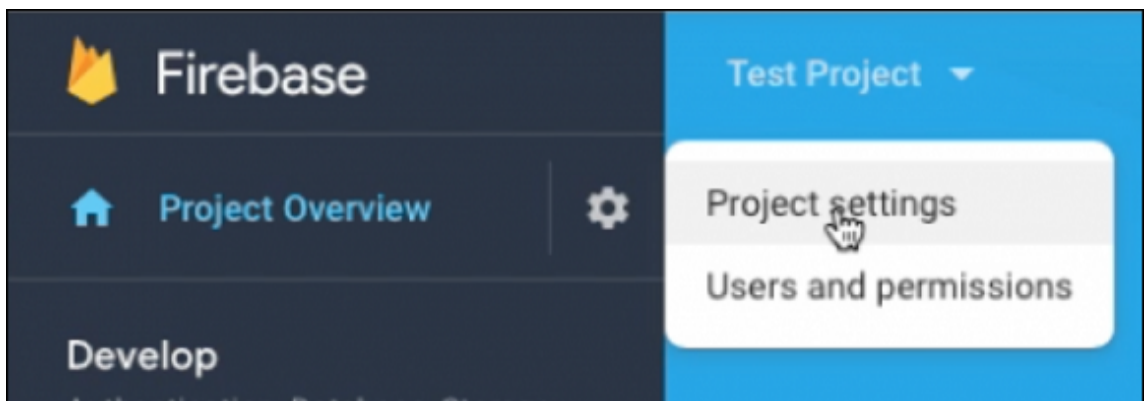 Firebase
Test Project
Project Overview
Project settings
Users and permissions
Develop